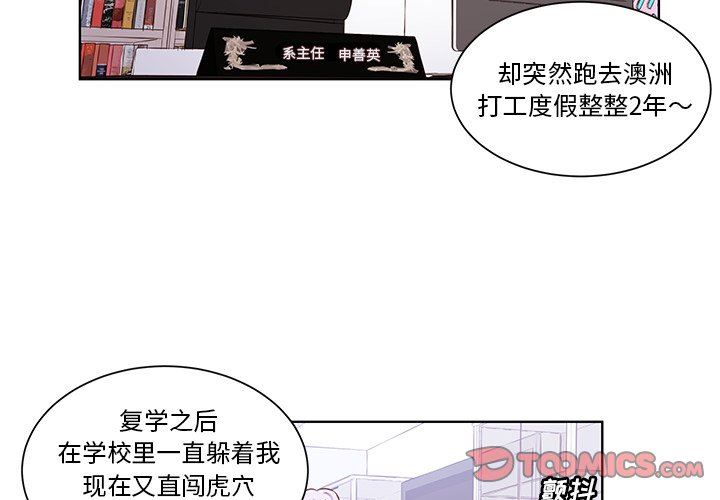 系主任 申善英
却突然跑去澳洲
打工度假整整2年～
复学之后
在学校里一直躲着我
现在又直闯虎穴
颤抖
TOOMICS.com